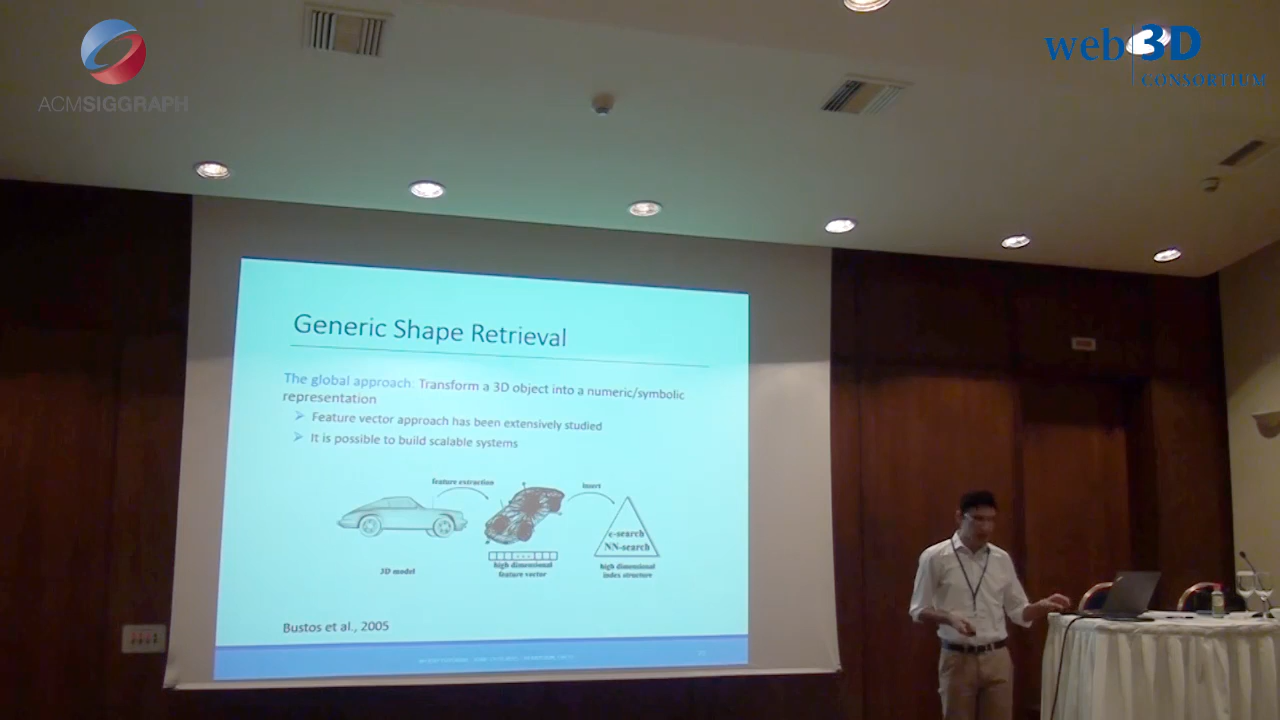 ACMSIGGRAPH
web3D
CONSORTIUM
Generic Shape Retrieval
The global approach: Transform a 3D object into a numeric/symbolic
representation
➢ Feature vector approach has been extensively studied
➢ It is possible to build scalable systems
feature extraction
insert
ε-search
NN-search
3D model
high dimensional
feature vector
high dimensional
index structure
Bustos et al., 2005